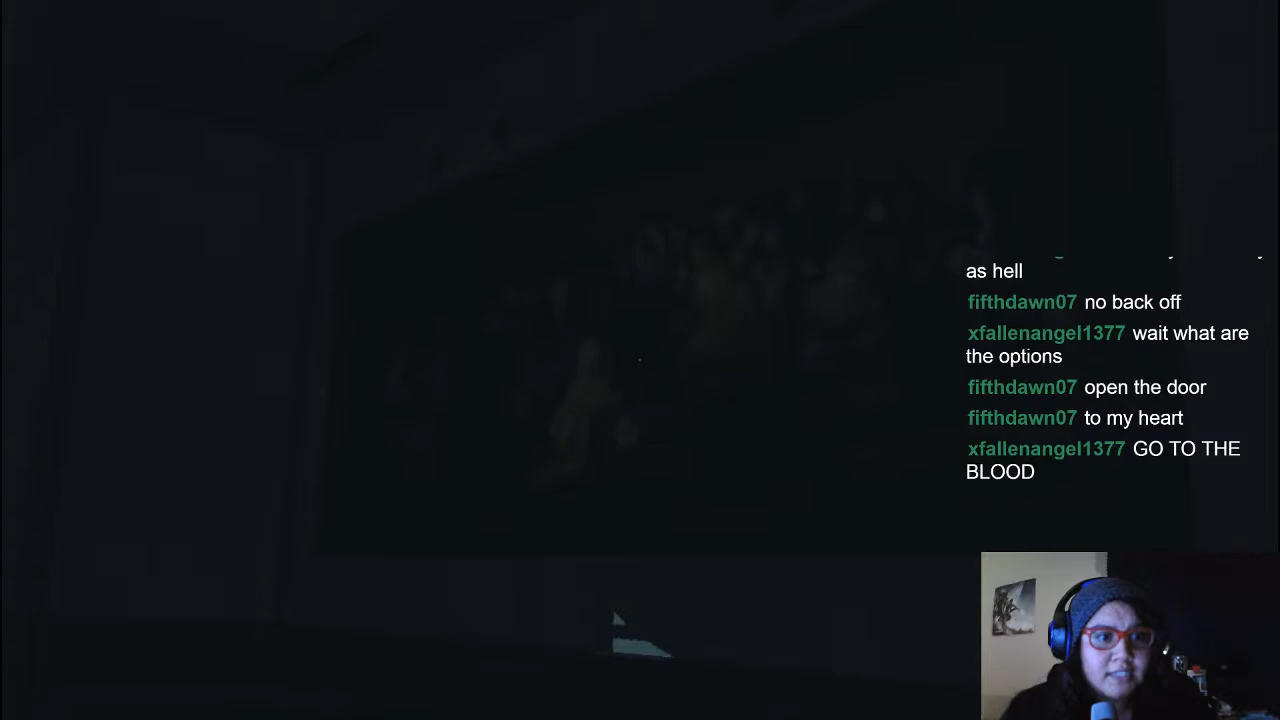 as hell
fifthdawn07 no back off
xfallenangel1377 wait what are
the options
fifthdawn07 open the door
fifthdawn07 to my heart
xfallenangel1377 GO TO THE
BLOOD